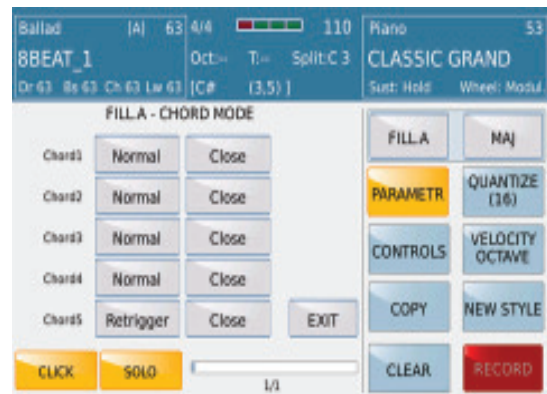 Ballad [A] 63 4/4 110 Piano 53
8BEAT_1 Oct:-- T:-- Split:C 3 CLASSIC GRAND
Dr 63 Bs 63 Ch 63 Lw 63 [C# (3,5) ] Sust: Hold Wheel: Modul.
FILL.A - CHORD MODE
FILL.A MAJ
Chord1 Normal Close
PARAMETR QUANTIZE (16)
Chord2 Normal Close
Chord3 Normal Close
CONTROLS VELOCITY OCTAVE
Chord4 Normal Close
Chord5 Retrigger Close EXIT
COPY NEW STYLE
CLICK SOLO 1/1
CLEAR RECORD